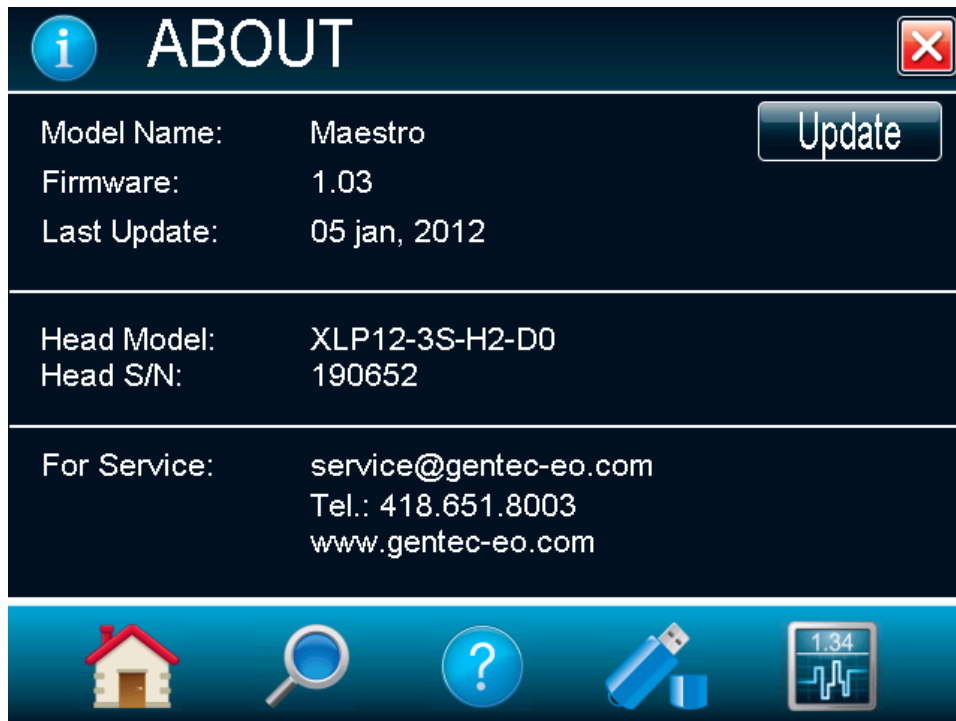 ABOUT
Update
Model Name: Maestro
Firmware: 1.03
Last Update: 05 jan, 2012
Head Model: XLP12-3S-H2-D0
Head S/N: 190652
For Service: service@gentec-eo.com
Tel.: 418.651.8003
www.gentec-eo.com
1.34